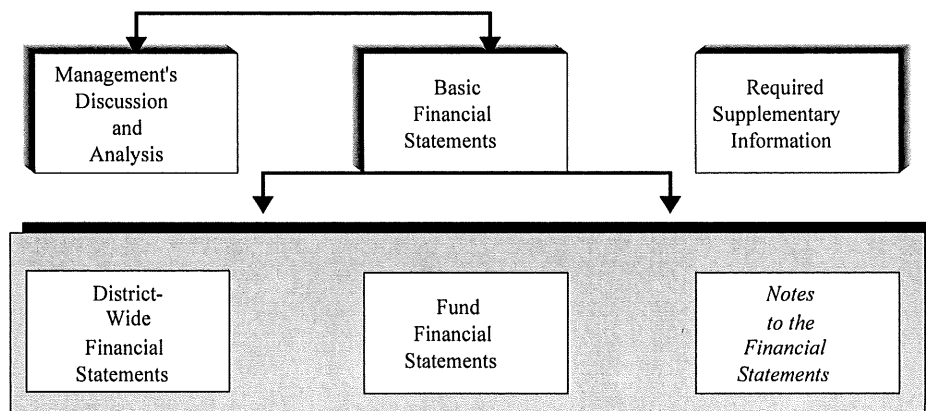 Management's
Discussion
and
Analysis
Basic
Financial
Statements
Required
Supplementary
Information
District-
Wide
Financial
Statements
Fund
Financial
Statements
Notes
to the
Financial
Statements